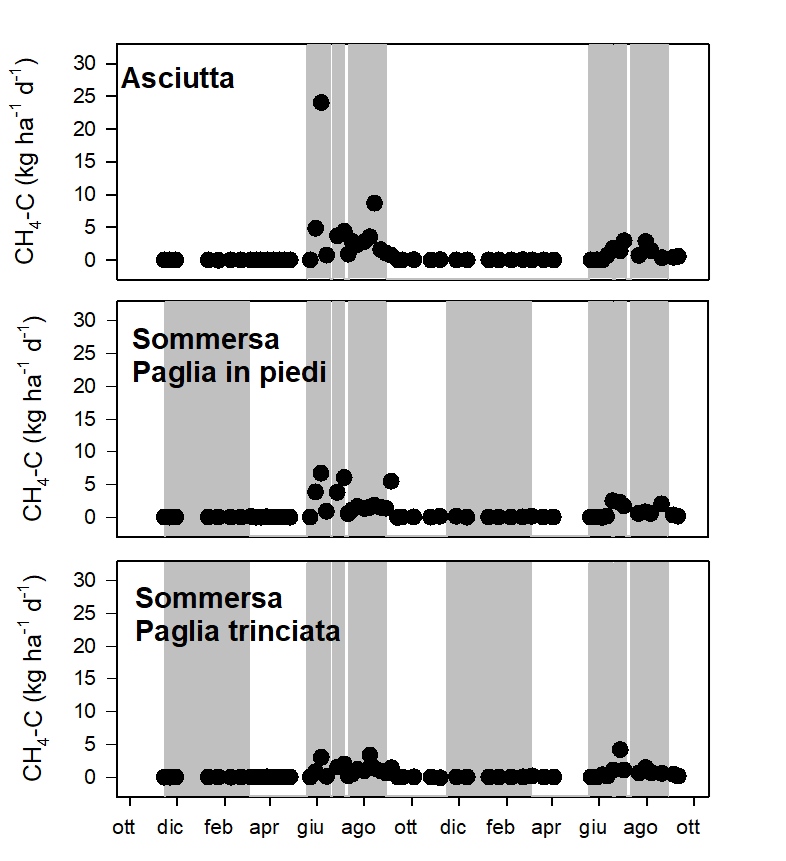 Asciutta
CH4-C (kg ha-1 d-1)
30
25
20
15
10
5
0
Sommersa
Paglia in piedi
CH4-C (kg ha-1 d-1)
30
25
20
15
10
5
0
Sommersa
Paglia trinciata
CH4-C (kg ha-1 d-1)
30
25
20
15
10
5
0
ott dic feb apr giu ago ott dic feb apr giu ago ott